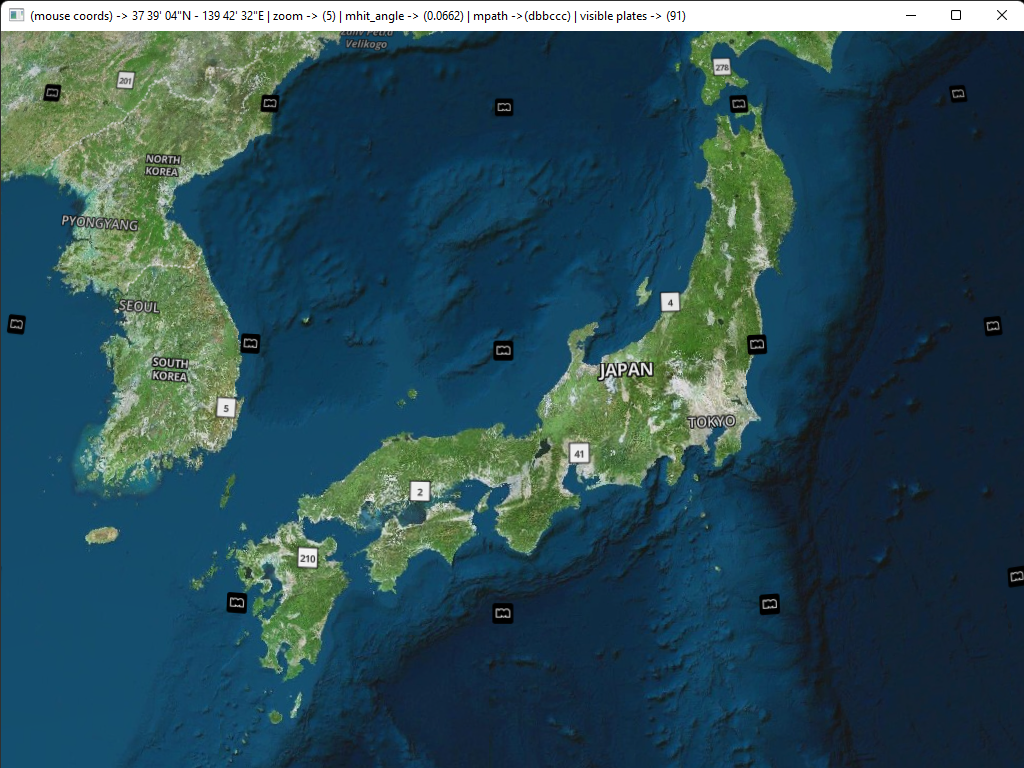 (mouse coords) -> 37 39' 04"N - 139 42' 32"E | zoom -> (5) | mhit_angle -> (0.0662) | mpath ->(dbbccc) | visible plates -> (91)
Zaliv Petro
Velikogo
278
201
NORTH
KOREA
PYONGYANG
SEOUL
4
SOUTH
KOREA
JAPAN
5
TOKYO
41
2
210